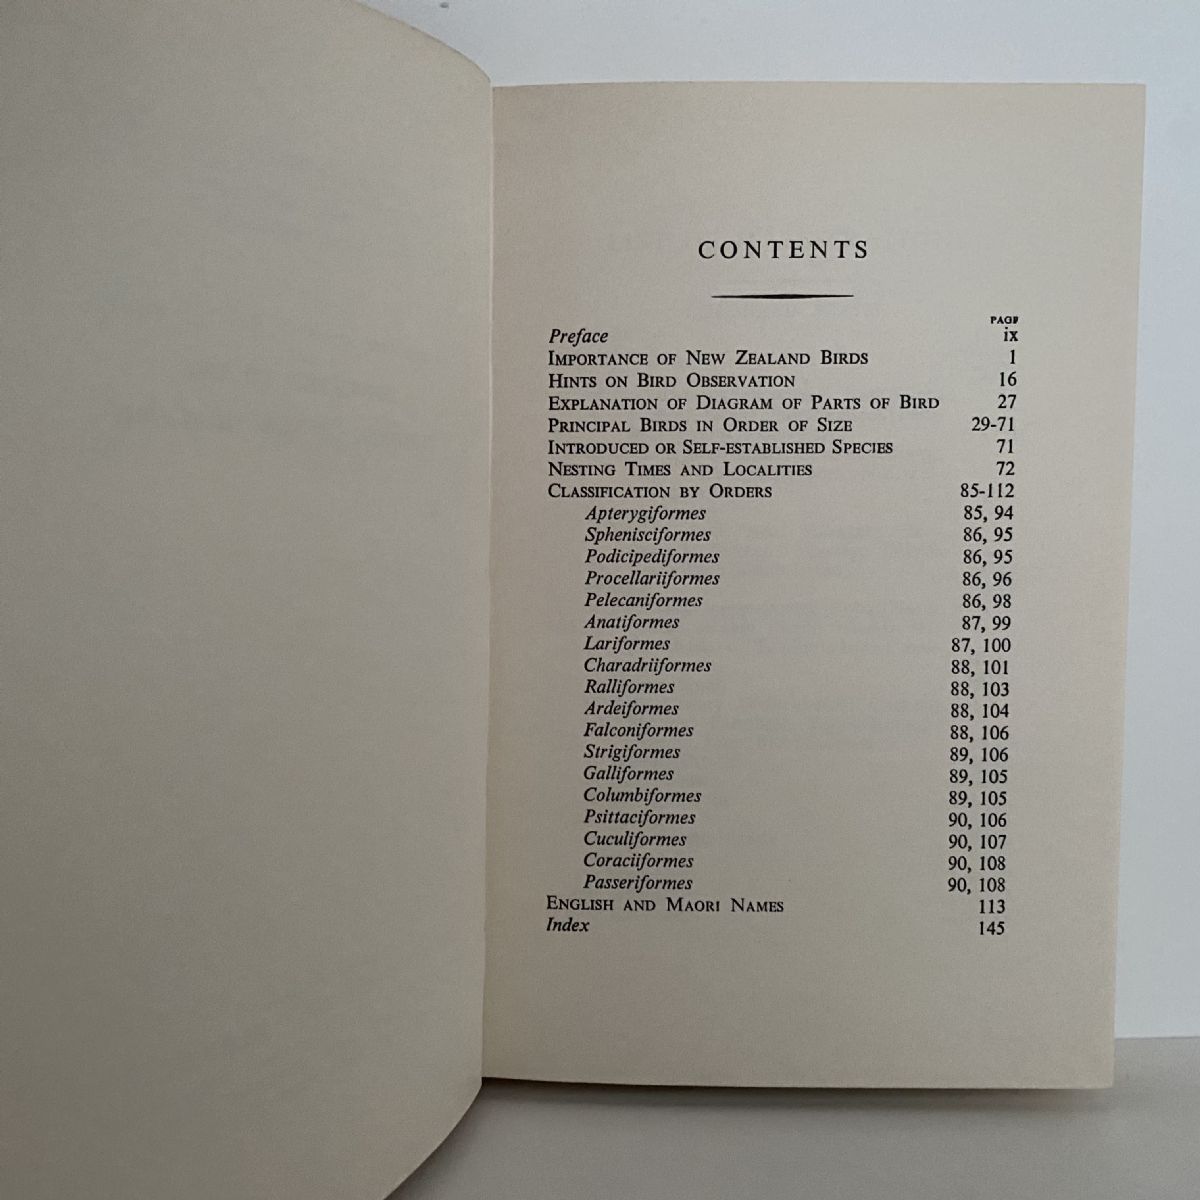 CONTENTS
PAGE
Preface ix
IMPORTANCE OF NEW ZEALAND BIRDS 1
HINTS ON BIRD OBSERVATION 16
EXPLANATION OF DIAGRAM OF PARTS OF BIRD 27
PRINCIPAL BIRDS IN ORDER OF SIZE 29-71
INTRODUCED OR SELF-ESTABLISHED SPECIES 71
NESTING TIMES AND LOCALITIES 72
CLASSIFICATION BY ORDERS 85-112
Apterygiformes 85, 94
Sphenisciformes 86, 95
Podicipediformes 86, 95
Procellariiformes 86, 96
Pelecaniformes 86, 98
Anatiformes 87, 99
Lariformes 87, 100
Charadriiformes 88, 101
Ralliformes 88, 103
Ardeiformes 88, 104
Falconiformes 88, 106
Strigiformes 89, 106
Galliformes 89, 105
Columbiformes 89, 105
Psittaciformes 90, 106
Cuculiformes 90, 107
Coraciiformes 90, 108
Passeriformes 90, 108
ENGLISH AND MAORI NAMES 113
Index 145